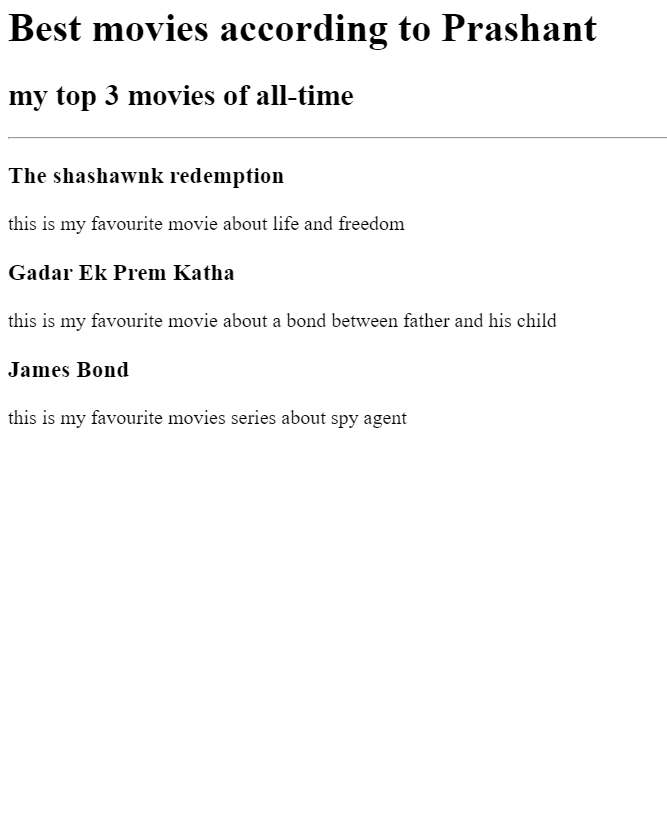 Best movies according to Prashant
my top 3 movies of all-time
The shashawnk redemption
this is my favourite movie about life and freedom
Gadar Ek Prem Katha
this is my favourite movie about a bond between father and his child
James Bond
this is my favourite movies series about spy agent